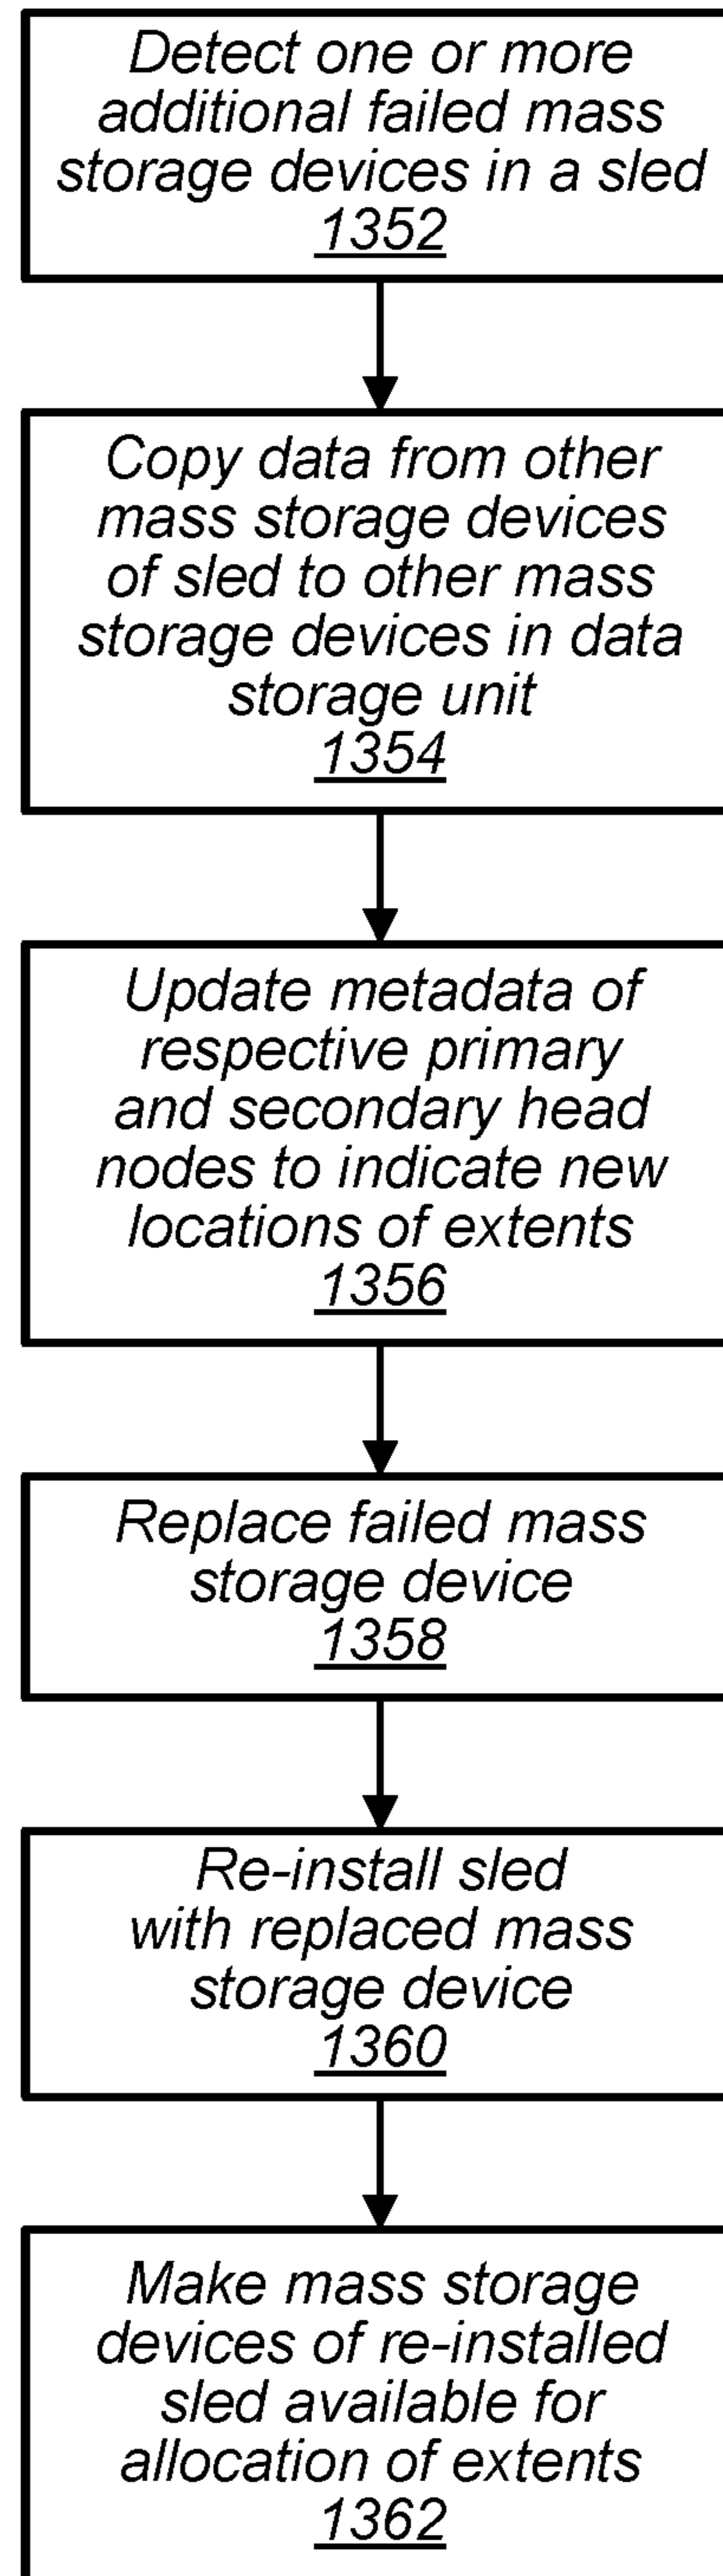 Detect one or more
additional failed mass
storage devices in a sled
1352
Copy data from other
mass storage devices
of sled to other mass
storage devices in data
storage unit
1354
Update metadata of
respective primary
and secondary head
nodes to indicate new
locations of extents
1356
Replace failed mass
storage device
1358
Re-install sled
with replaced mass
storage device
1360
Make mass storage
devices of re-installed
sled available for
allocation of extents
1362